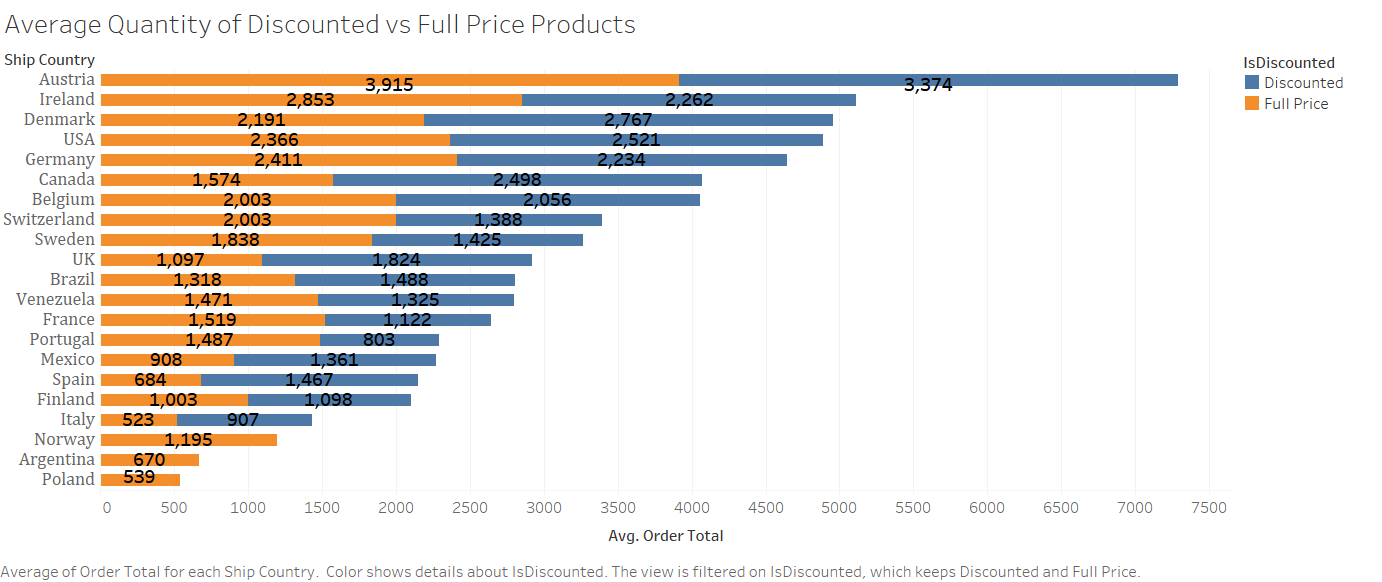 Average Quantity of Discounted vs Full Price Products
Ship Country
IsDiscounted
Discounted
Full Price
Austria 3,915 3,374
Ireland 2,853 2,262
Denmark 2,191 2,767
USA 2,366 2,521
Germany 2,411 2,234
Canada 1,574 2,498
Belgium 2,003 2,056
Switzerland 2,003 1,388
Sweden 1,838 1,425
UK 1,097 1,824
Brazil 1,318 1,488
Venezuela 1,471 1,325
France 1,519 1,122
Portugal 1,487 803
Mexico 908 1,361
Spain 684 1,467
Finland 1,003 1,098
Italy 523 907
Norway 1,195
Argentina 670
Poland 539
0 500 1000 1500 2000 2500 3000 3500 4000 4500 5000 5500 6000 6500 7000 7500
Avg. Order Total
Average of Order Total for each Ship Country. Color shows details about IsDiscounted. The view is filtered on IsDiscounted, which keeps Discounted and Full Price.